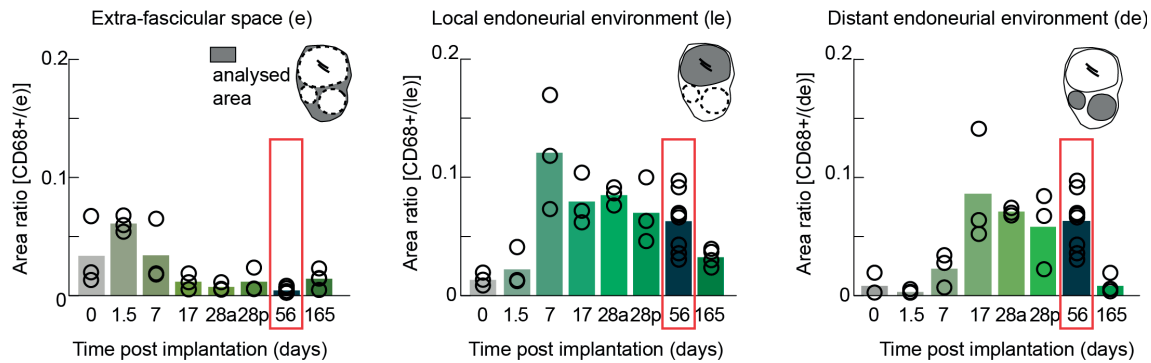 Extra-fascicular space (e)
Area ratio [CD68+/(e)]
0.2
0.1
0
analysed
area
0 1.5 7 17 28a28p 56 165
Time post implantation (days)
Local endoneurial environment (le)
Area ratio [CD68+/(le)]
0.2
0.1
0
0 1.5 7 17 28a 28p 56 165
Time post implantation (days)
Distant endoneurial environment (de)
Area ratio [CD68+/(de)]
0.2
0.1
0
0 1.5 7 17 28a 28p 56 165
Time post implantation (days)